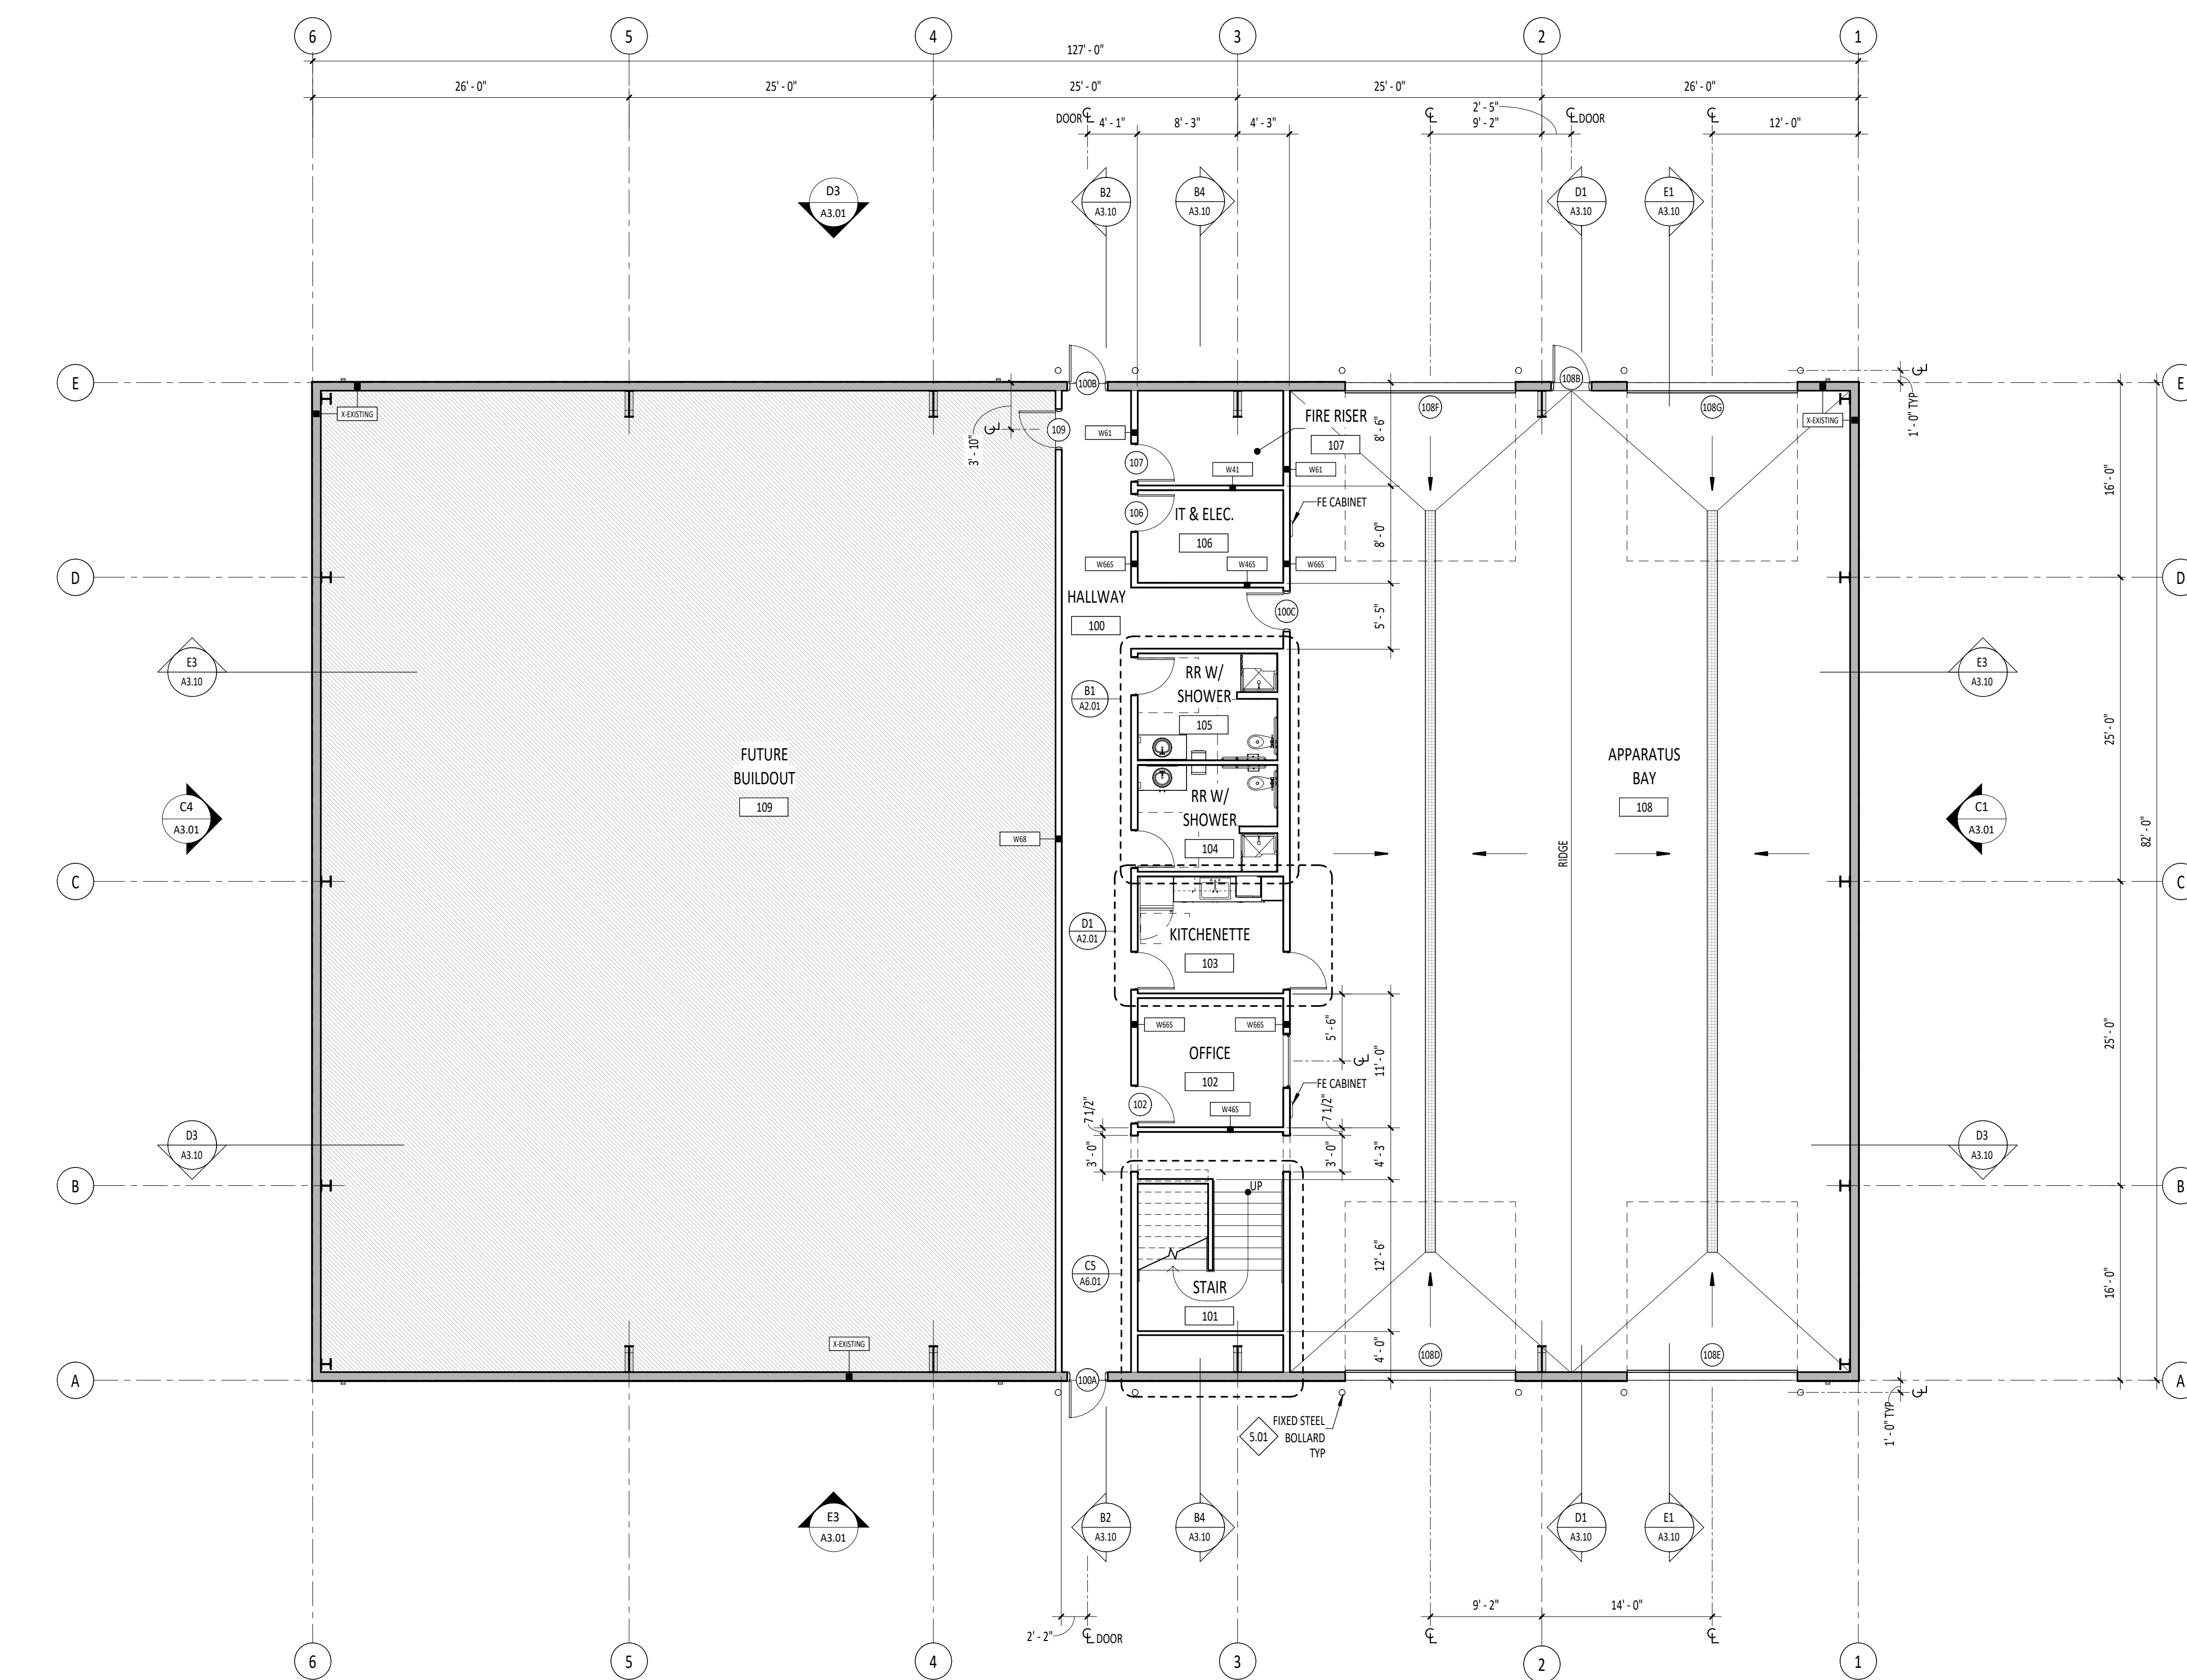 6
5
4
3
2
1
127' - 0"
26' - 0"
25' - 0"
25' - 0"
25' - 0"
26' - 0"
DOOR
4' - 1"
8' - 3"
4' - 3"
9' - 2"
2' - 5"
DOOR
12' - 0"
D3
A3.01
B2
A3.10
B4
A3.10
D1
A3.10
E1
A3.10
E
E
X-EXISTING
3' - 10"
109
100B
W61
107
FIRE RISER
107
W41
W61
8' - 6"
108F
108B
108G
X-EXISTING
1' - 0" TYP
106
IT & ELEC.
106
FE CABINET
8' - 0"
16' - 0"
W66S
W46S
W66S
D
D
HALLWAY
100
100C
5' - 5"
E3
A3.10
E3
A3.10
B1
A2.01
RR W/
SHOWER
105
FUTURE
BUILDOUT
109
APPARATUS
BAY
108
25' - 0"
RR W/
SHOWER
104
C4
A3.01
C1
A3.01
W68
RIDGE
82' - 0"
C
C
D1
A2.01
KITCHENETTE
103
W66S
W66S
5' - 6"
OFFICE
102
11' - 0"
25' - 0"
FE CABINET
102
W46S
7 1/2"
7 1/2"
3' - 0"
3' - 0"
4' - 3"
D3
A3.10
D3
A3.10
B
B
UP
C5
A6.01
STAIR
101
12' - 6"
16' - 0"
X-EXISTING
4' - 0"
108D
108E
A
A
100A
1' - 0" TYP
5.01
FIXED STEEL
BOLLARD
TYP
E3
A3.01
B2
A3.10
B4
A3.10
D1
A3.10
E1
A3.10
2' - 2"
DOOR
9' - 2"
14' - 0"
6
5
4
3
2
1